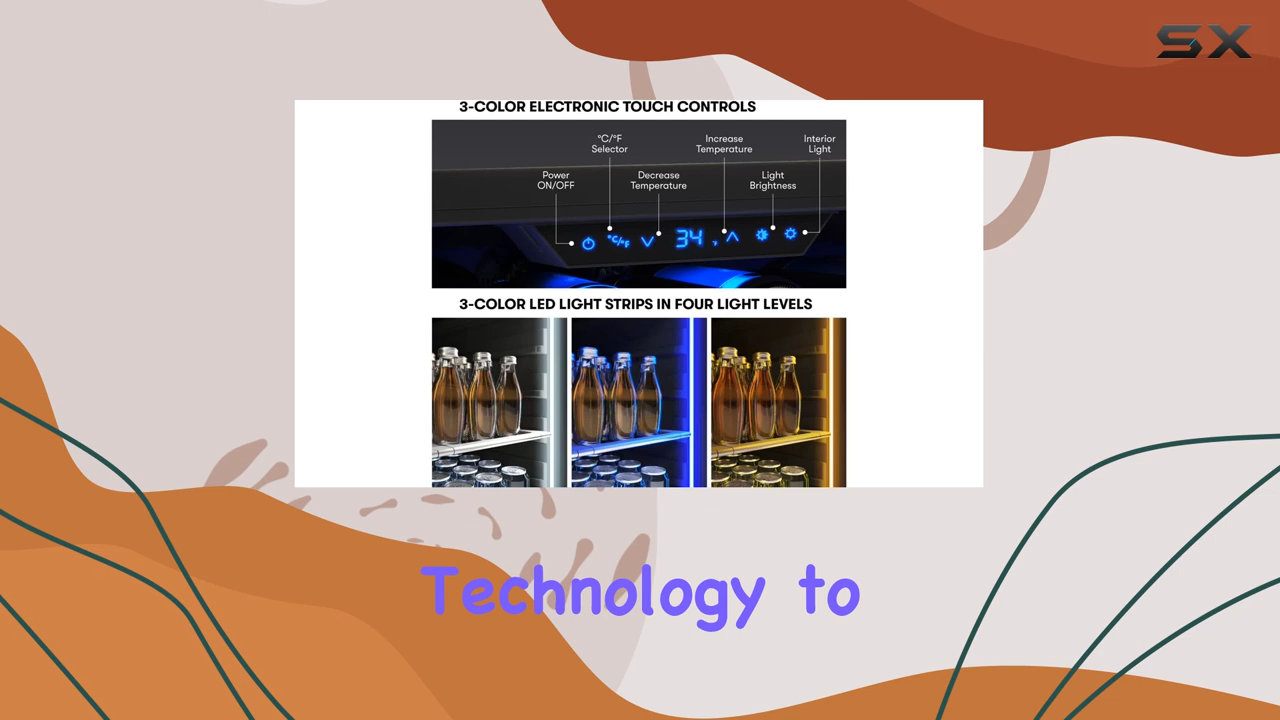 SX
3-COLOR ELECTRONIC TOUCH CONTROLS
°C/°F
Selector
Increase
Temperature
Interior
Light
Power
ON/OFF
Decrease
Temperature
Light
Brightness
°C/°F
34
3-COLOR LED LIGHT STRIPS IN FOUR LIGHT LEVELS
Technology to